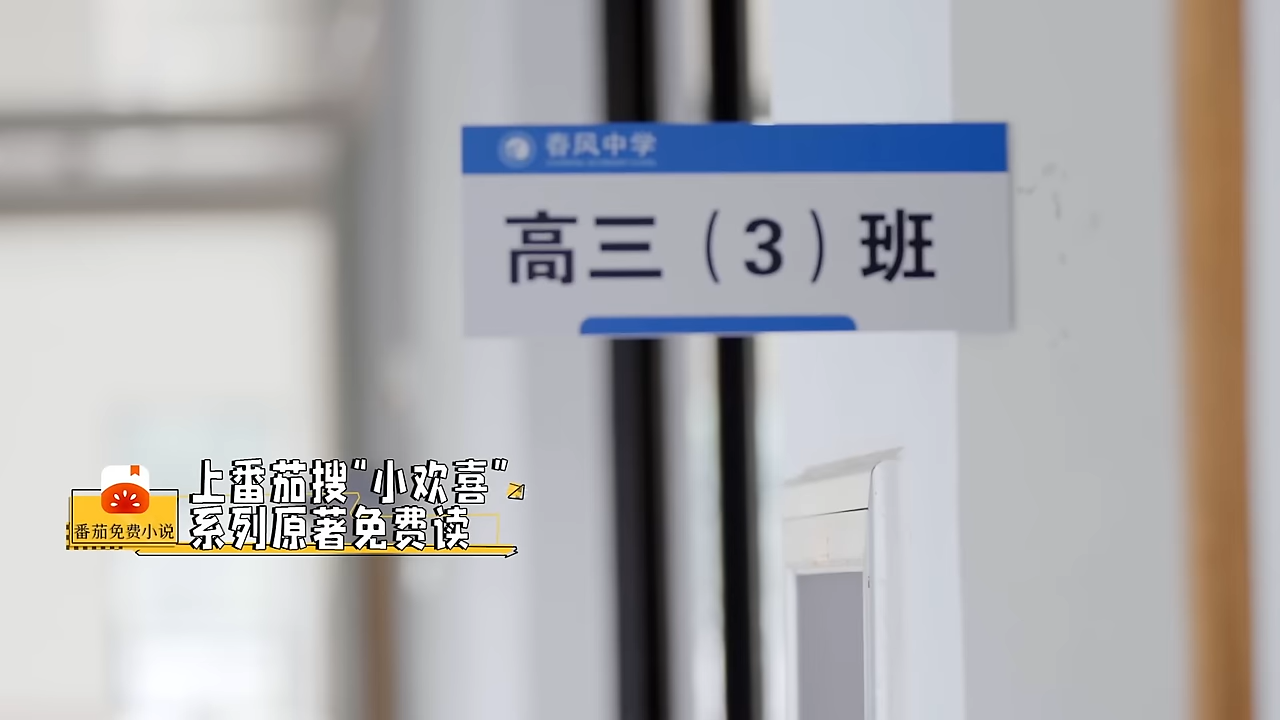 春风中学
高三（3）班
上番茄搜“小欢喜”
系列原著免费读
番茄免费小说